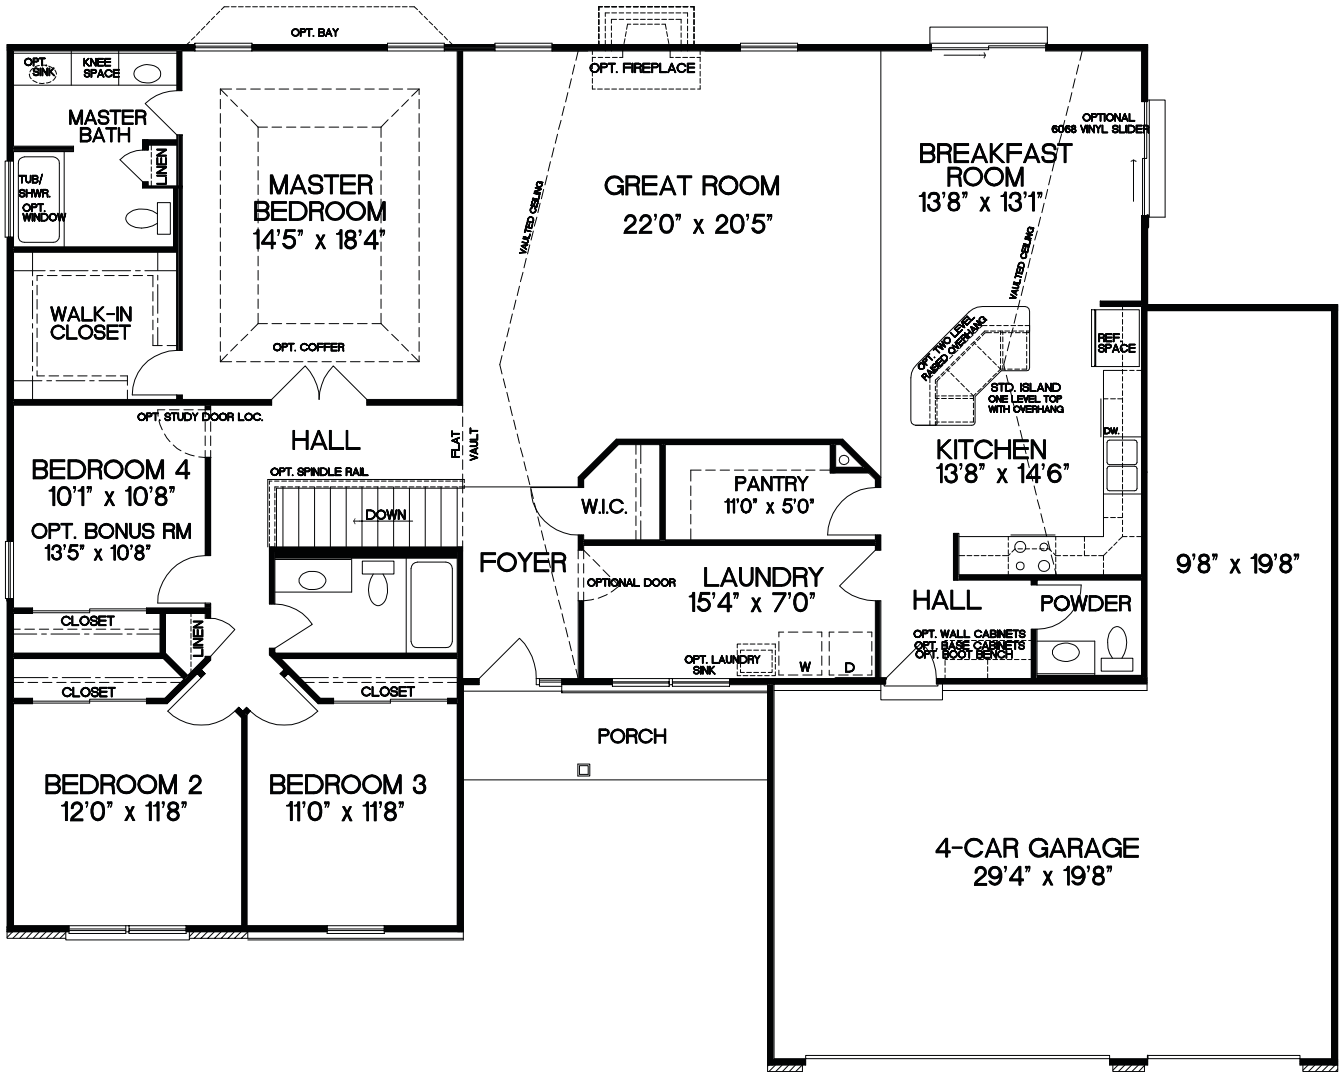 OPT. BAY
OPT. SINK
KNEE SPACE
OPT. FIREPLACE
MASTER
BATH
LINEN
TUB/
SHWR.
OPT.
WINDOW
MASTER
BEDROOM
14'5" x 18'4"
OPT. COFFER
WALK-IN
CLOSET
VAULTED CEILING
GREAT ROOM
22'0" x 20'5"
OPTIONAL
6068 VINYL SLIDER
BREAKFAST
ROOM
13'8" x 13'1"
VAULTED CEILING
OPT. TWO LEVEL
RAISED OVERHANG
REF.
SPACE
STD. ISLAND
ONE LEVEL TOP
WITH OVERHANG
DW.
KITCHEN
13'8" x 14'6"
OPT. STUDY DOOR LOC.
HALL
FLAT
VAULT
OPT. SPINDLE RAIL
DOWN
BEDROOM 4
10'1" x 10'8"
OPT. BONUS RM
13'5" x 10'8"
W.I.C.
PANTRY
11'0" x 5'0"
FOYER
OPTIONAL DOOR
LAUNDRY
15'4" x 7'0"
OPT. LAUNDRY
SINK
W
D
HALL
OPT. WALL CABINETS
OPT. BASE CABINETS
OPT. BOOT BENCH
POWDER
9'8" x 19'8"
CLOSET
LINEN
CLOSET
CLOSET
PORCH
BEDROOM 2
12'0" x 11'8"
BEDROOM 3
11'0" x 11'8"
4-CAR GARAGE
29'4" x 19'8"